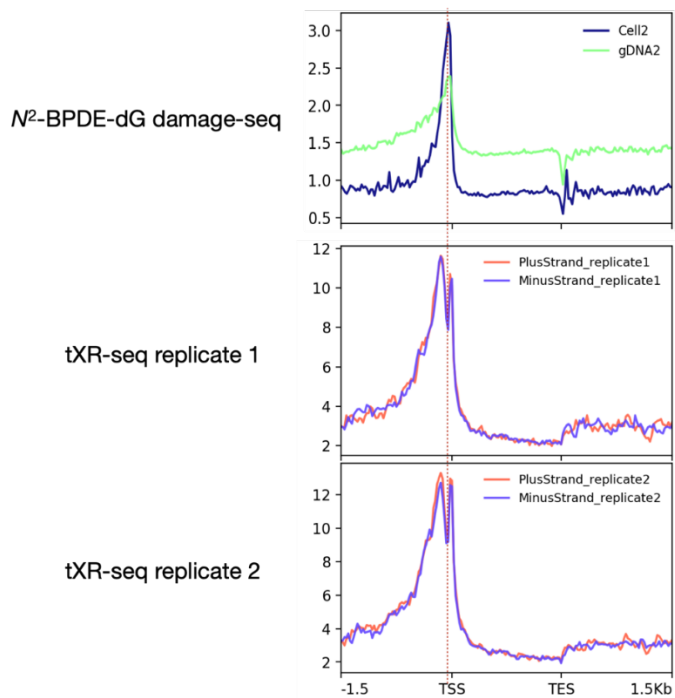 N²-BPDE-dG damage-seq
3.0
2.5
2.0
1.5
1.0
0.5
Cell2
gDNA2
tXR-seq replicate 1
12
10
8
6
4
2
PlusStrand_replicate1
MinusStrand_replicate1
tXR-seq replicate 2
12
10
8
6
4
2
PlusStrand_replicate2
MinusStrand_replicate2
-1.5 TSS TES 1.5Kb